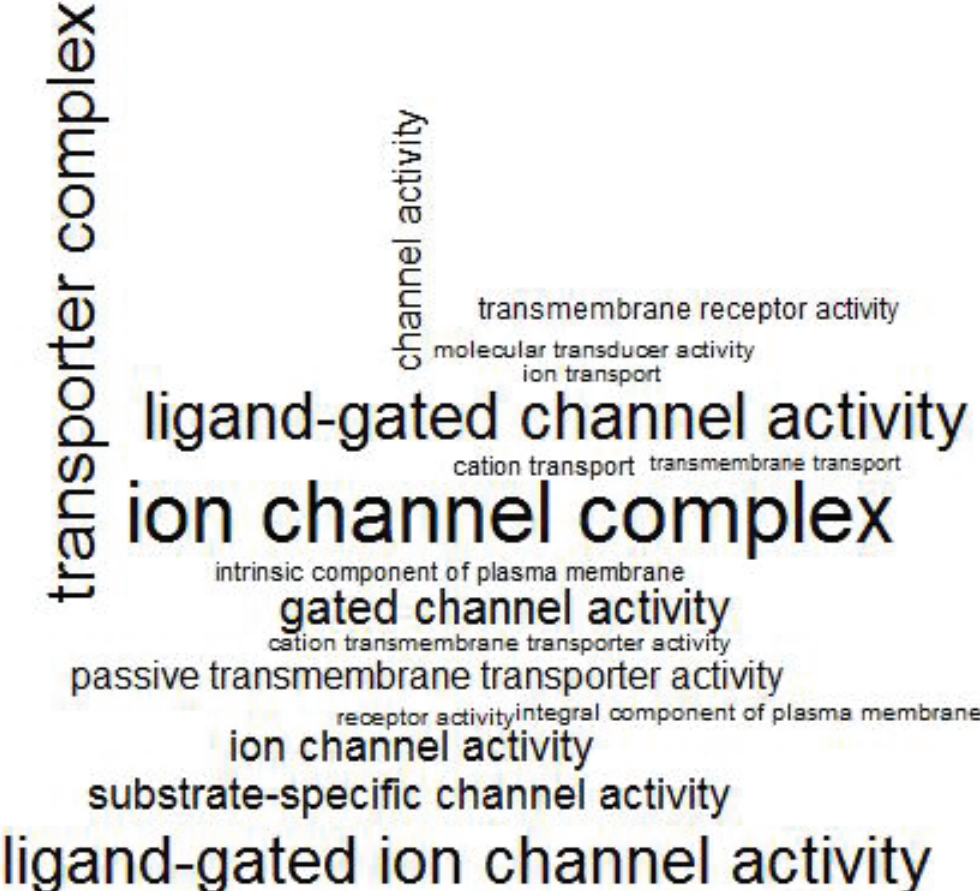 transporter complex
channel activity
transmembrane receptor activity
molecular transducer activity
ion transport
ligand-gated channel activity
cation transport transmembrane transport
ion channel complex
intrinsic component of plasma membrane
gated channel activity
cation transmembrane transporter activity
passive transmembrane transporter activity
receptor activity integral component of plasma membrane
ion channel activity
substrate-specific channel activity
ligand-gated ion channel activity